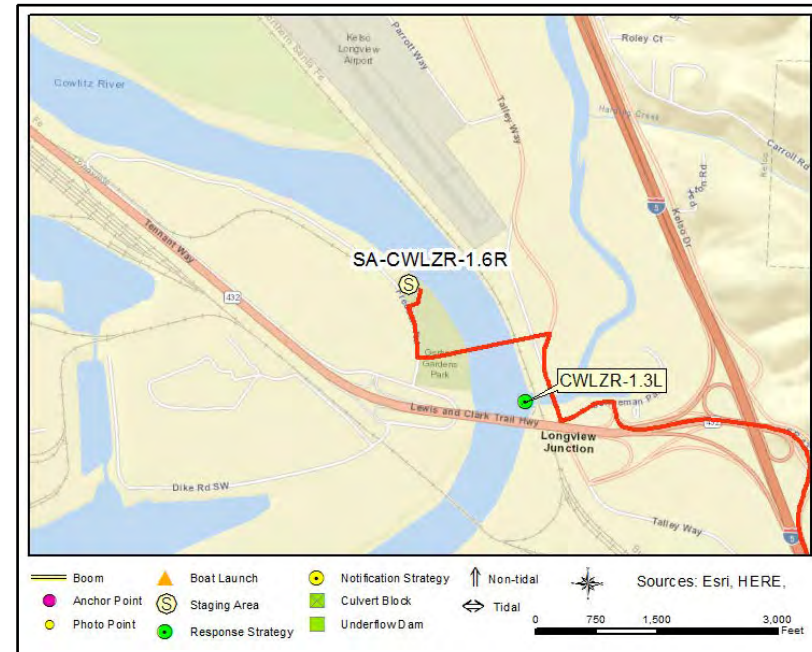 Kelso
Longview
Airport
Parrott Way
Talley Way
Roley Ct
Cowlitz River
Carroll Rd
Kelso Dr
5
Tennant Way
432
SA-CWLZR-1.6R
S
Gardens
Park
CWLZR-1.3L
Lewis and Clark Trail Hwy
432
Longview
Junction
Dike Rd SW
Talley Way
5
Boom
Boat Launch
Notification Strategy
Non-tidal
Sources: Esri, HERE,
Anchor Point
S
Staging Area
Culvert Block
Tidal
Photo Point
Response Strategy
Underflow Dam
0 750 1,500 3,000
Feet